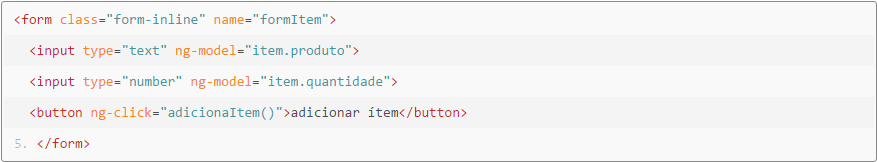 <form class="form-inline" name="formItem">
<input type="text" ng-model="item.produto">
<input type="number" ng-model="item.quantidade">
<button ng-click="adicionaItem()">adicionar ítem</button>
5. </form>